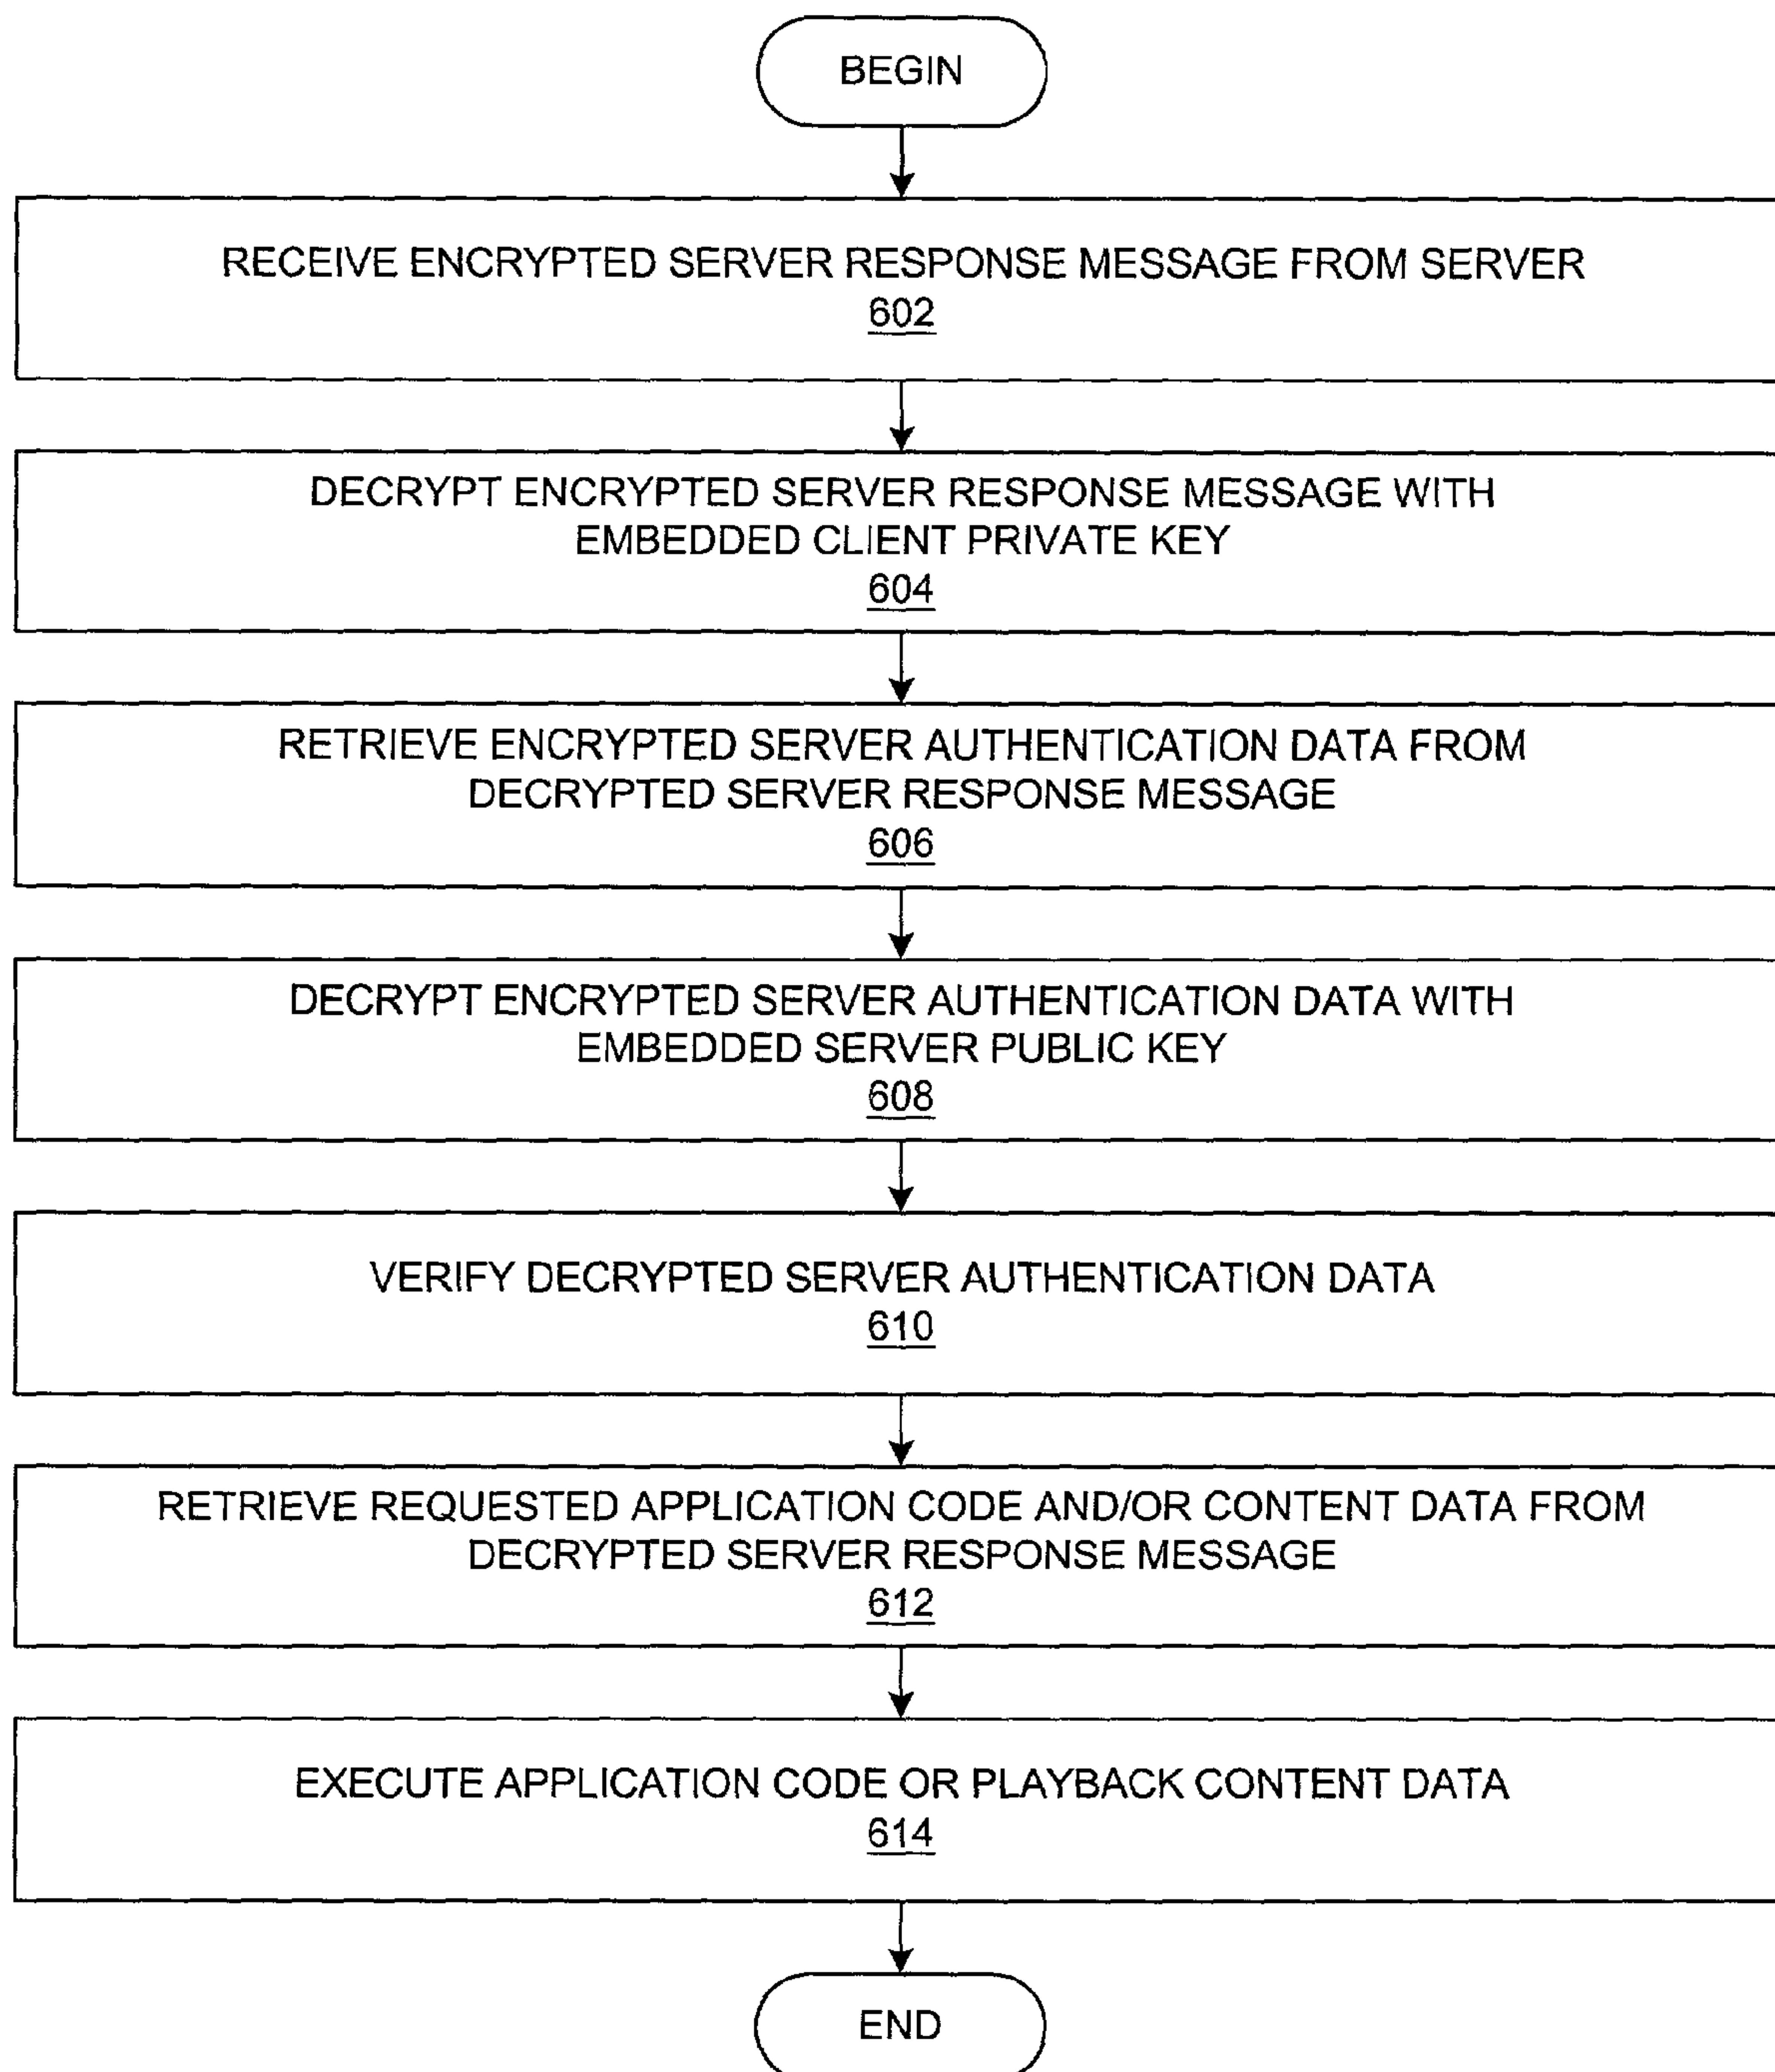 BEGIN
RECEIVE ENCRYPTED SERVER RESPONSE MESSAGE FROM SERVER
602
DECRYPT ENCRYPTED SERVER RESPONSE MESSAGE WITH
EMBEDDED CLIENT PRIVATE KEY
604
RETRIEVE ENCRYPTED SERVER AUTHENTICATION DATA FROM
DECRYPTED SERVER RESPONSE MESSAGE
606
DECRYPT ENCRYPTED SERVER AUTHENTICATION DATA WITH
EMBEDDED SERVER PUBLIC KEY
608
VERIFY DECRYPTED SERVER AUTHENTICATION DATA
610
RETRIEVE REQUESTED APPLICATION CODE AND/OR CONTENT DATA FROM
DECRYPTED SERVER RESPONSE MESSAGE
612
EXECUTE APPLICATION CODE OR PLAYBACK CONTENT DATA
614
END